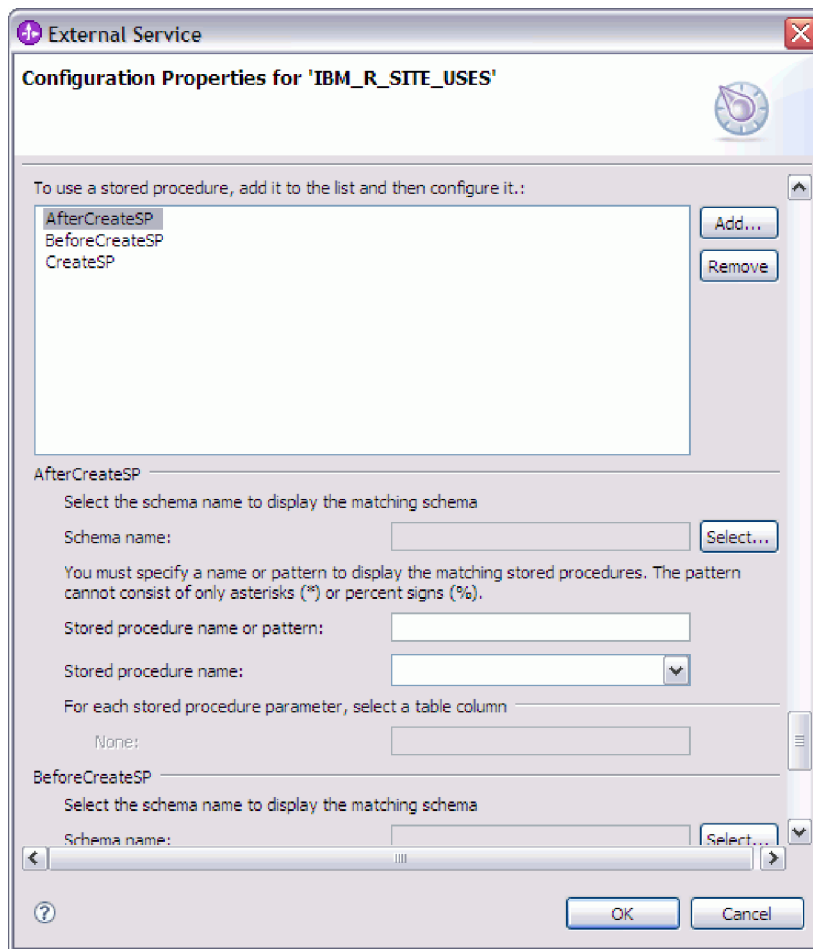 External Service
Configuration Properties for 'IBM_R_SITE_USES'
To use a stored procedure, add it to the list and then configure it.:
AfterCreateSP
BeforeCreateSP
CreateSP
Add...
Remove
AfterCreateSP
Select the schema name to display the matching schema
Schema name:
Select...
You must specify a name or pattern to display the matching stored procedures. The pattern
cannot consist of only asterisks (*) or percent signs (%).
Stored procedure name or pattern:
Stored procedure name:
For each stored procedure parameter, select a table column
None:
BeforeCreateSP
Select the schema name to display the matching schema
Schema name:
Select...
OK
Cancel